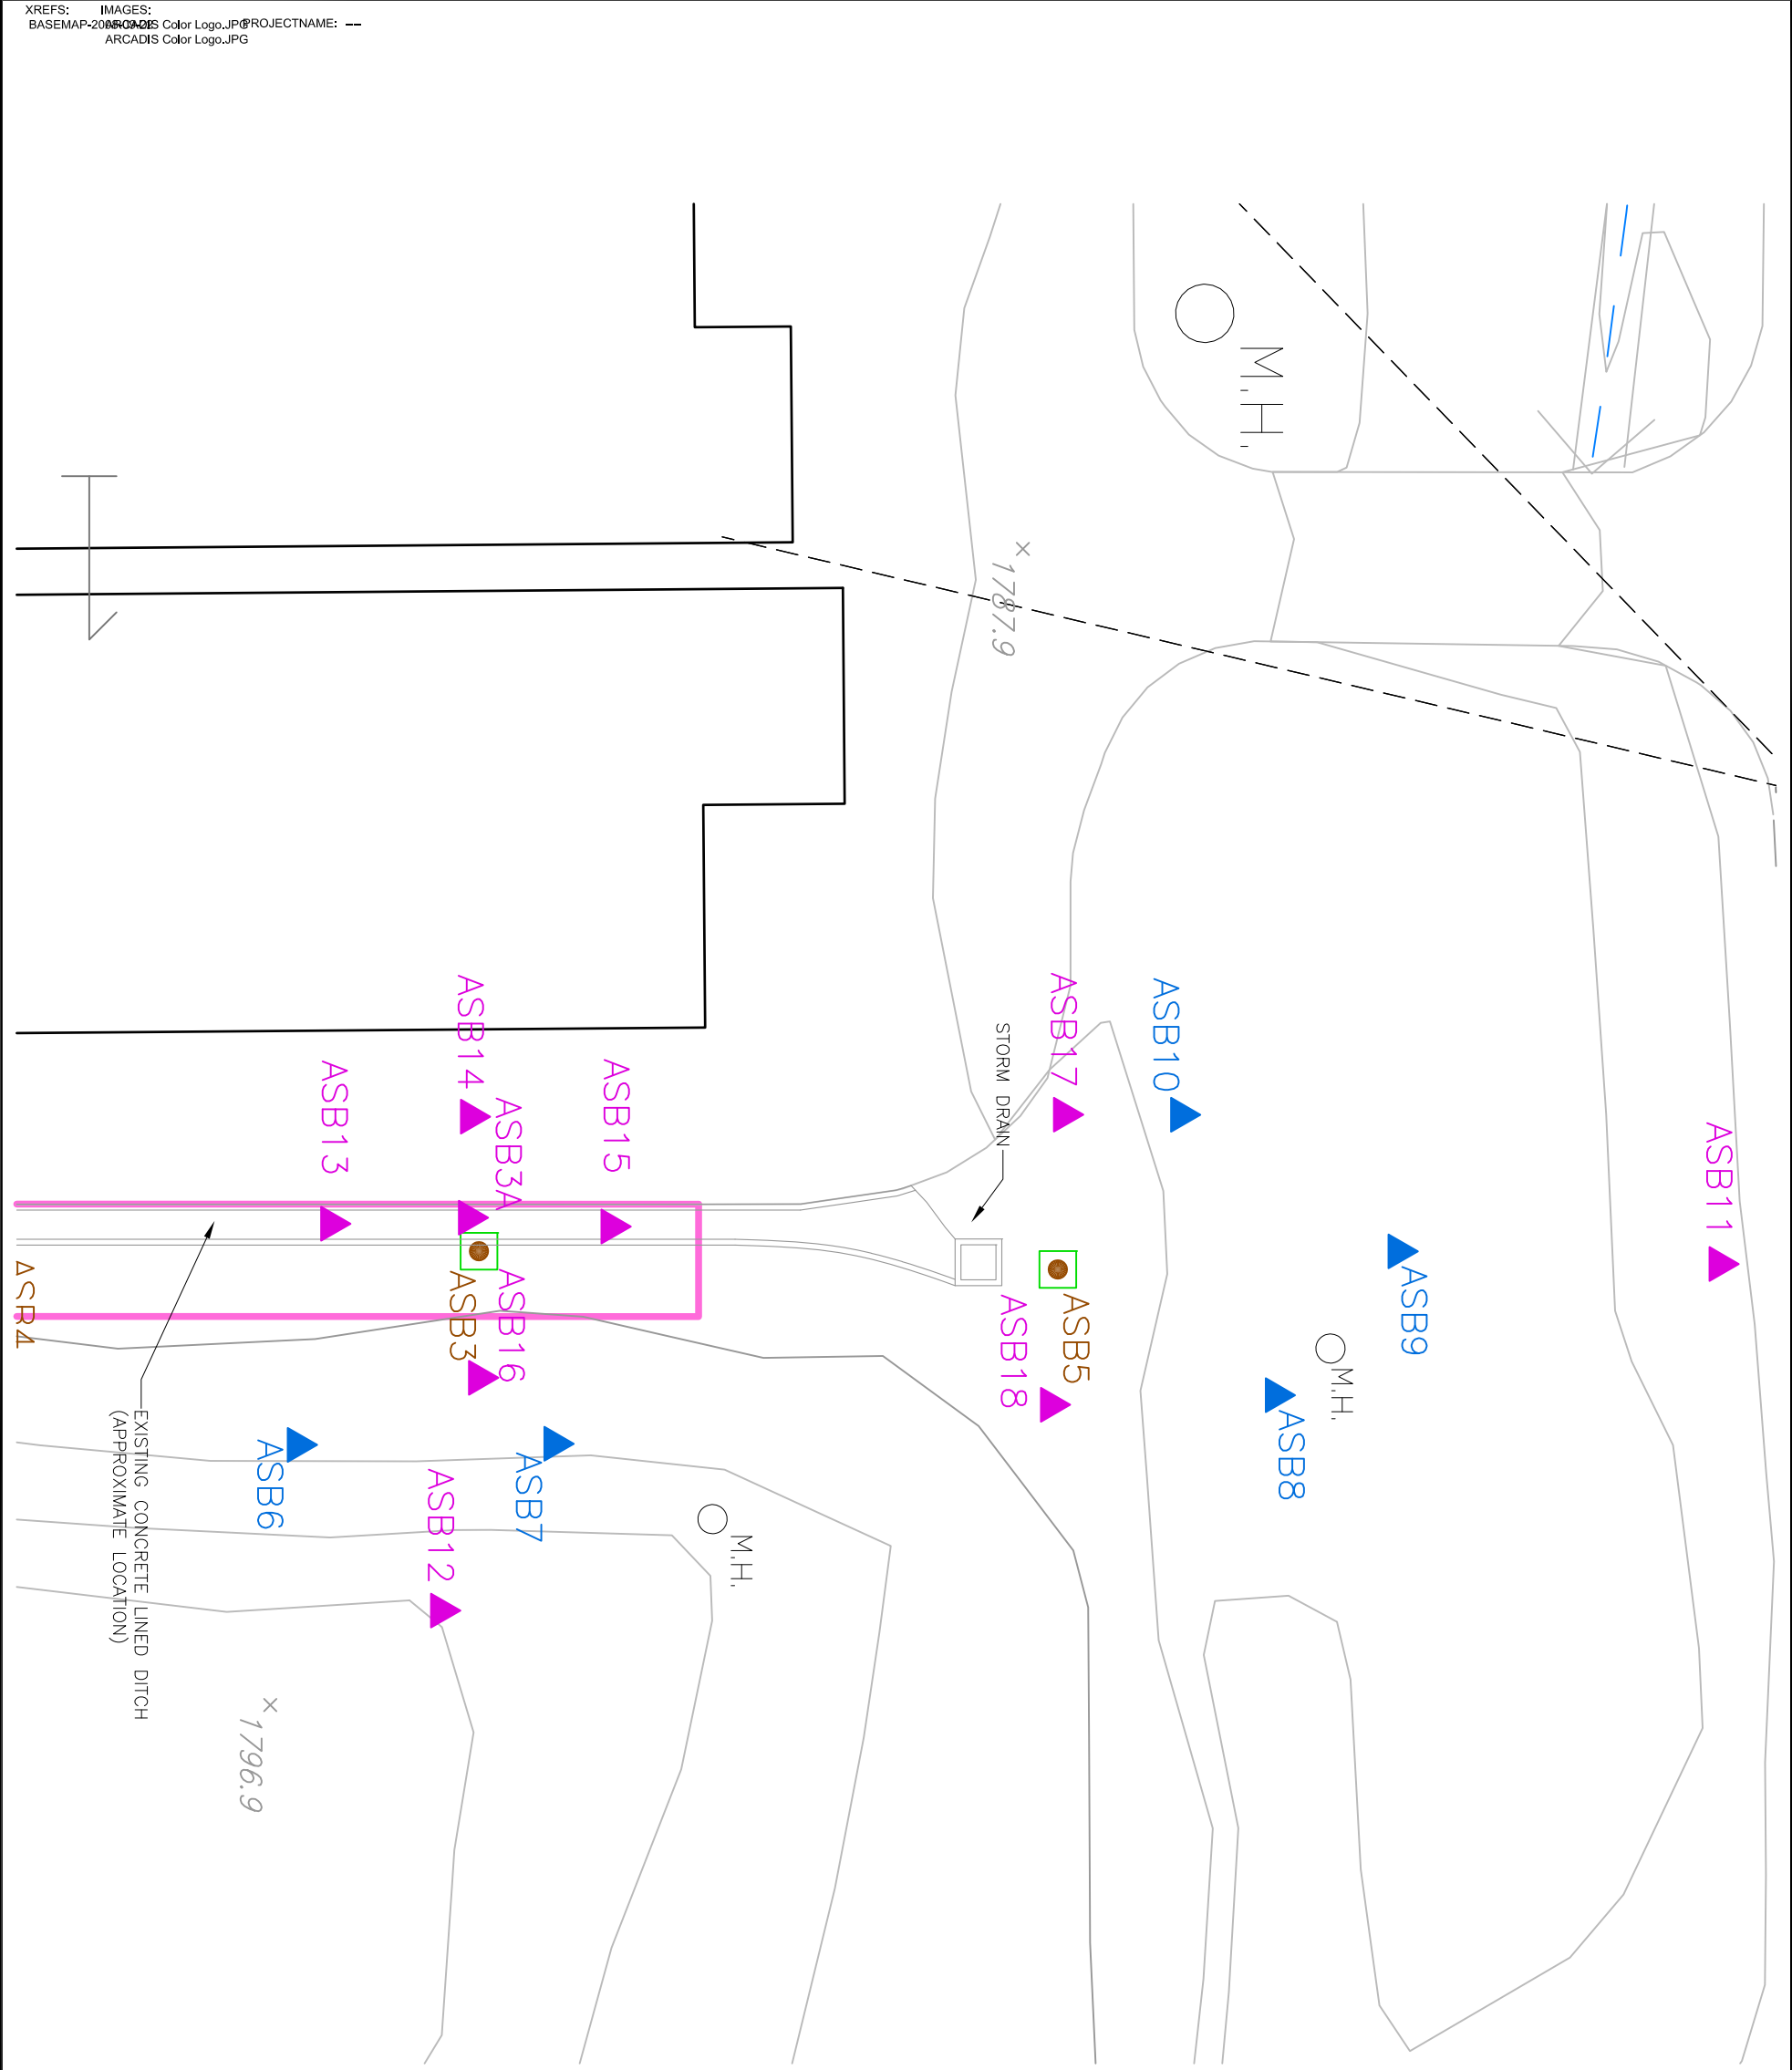 XREFS: IMAGES: PROJECTNAME: --
ARCADIS Color Logo.JPG
M.H.
1787.9
ASB14
ASB17
ASB10
STORM DRAIN
ASB13
ASB3A
ASB15
ASB11
ASB4
ASB3
ASB16
ASB18
ASB5
ASB9
M.H.
ASB8
EXISTING CONCRETE LINED DITCH
(APPROXIMATE LOCATION)
ASB6
ASB12
ASB7
M.H.
1796.9